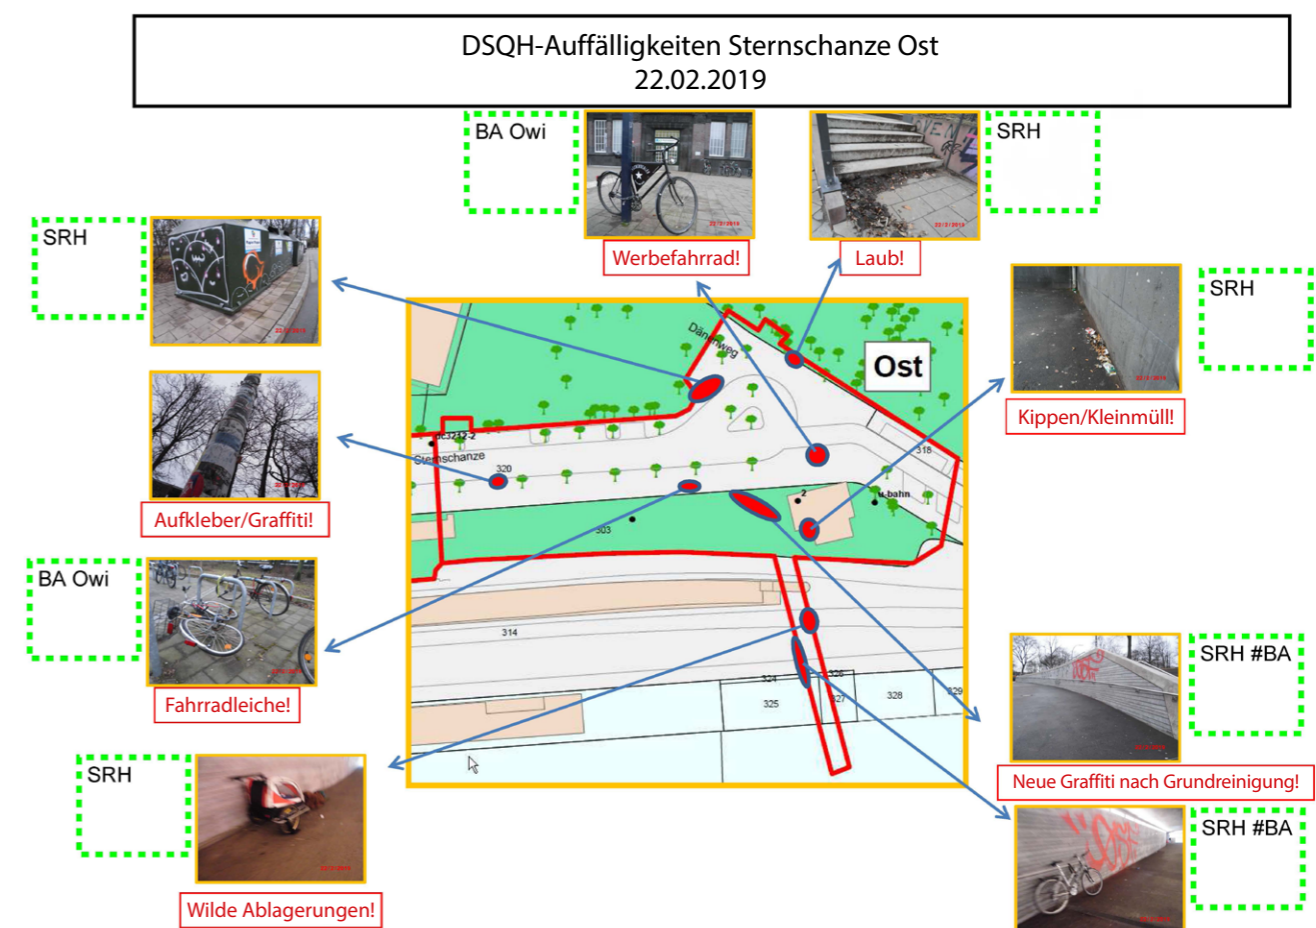 DSQH-Auffälligkeiten Sternschanze Ost
22.02.2019
BA Owi
SRH
Werbefahrrad!
Laub!
SRH
SRH
Kippen/Kleinmüll!
Aufkleber/Graffiti!
BA Owi
Fahrradleiche!
SRH
Wilde Ablagerungen!
SRH #BA
Neue Graffiti nach Grundreinigung!
SRH #BA
Dänenweg
Ost
Sternschanze
320
318
2
u-bahn
303
314
324
325
326
327
328
329